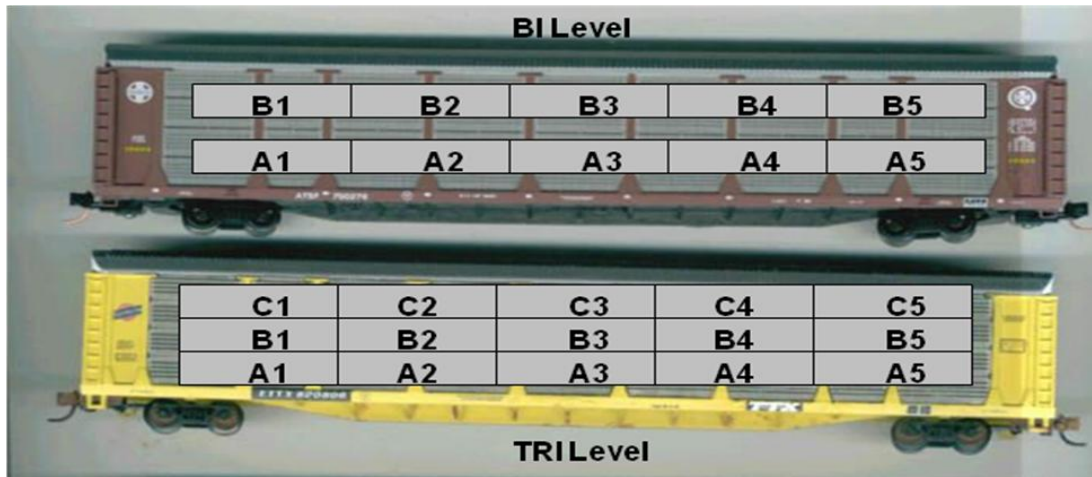 BI Level
B1 B2 B3 B4 B5
A1 A2 A3 A4 A5
ATSF
TRI Level
C1 C2 C3 C4 C5
B1 B2 B3 B4 B5
A1 A2 A3 A4 A5